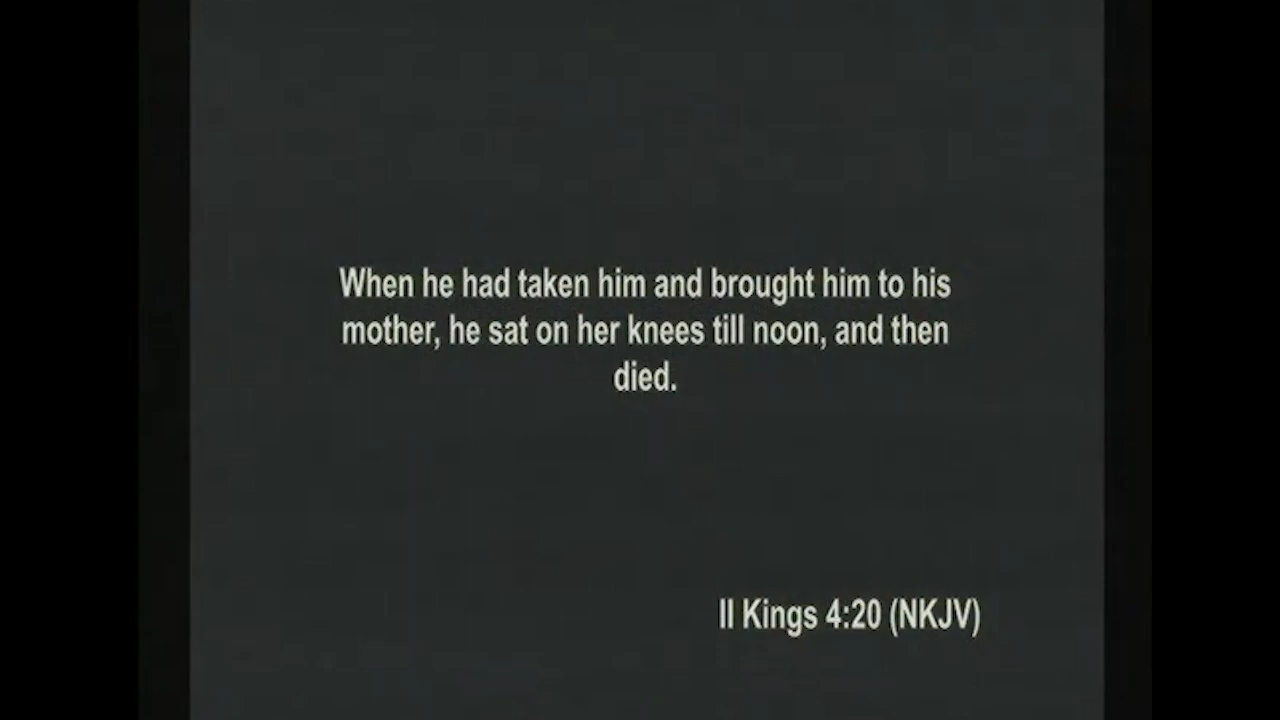 When he had taken him and brought him to his
mother, he sat on her knees till noon, and then
died.
II Kings 4:20 (NKJV)